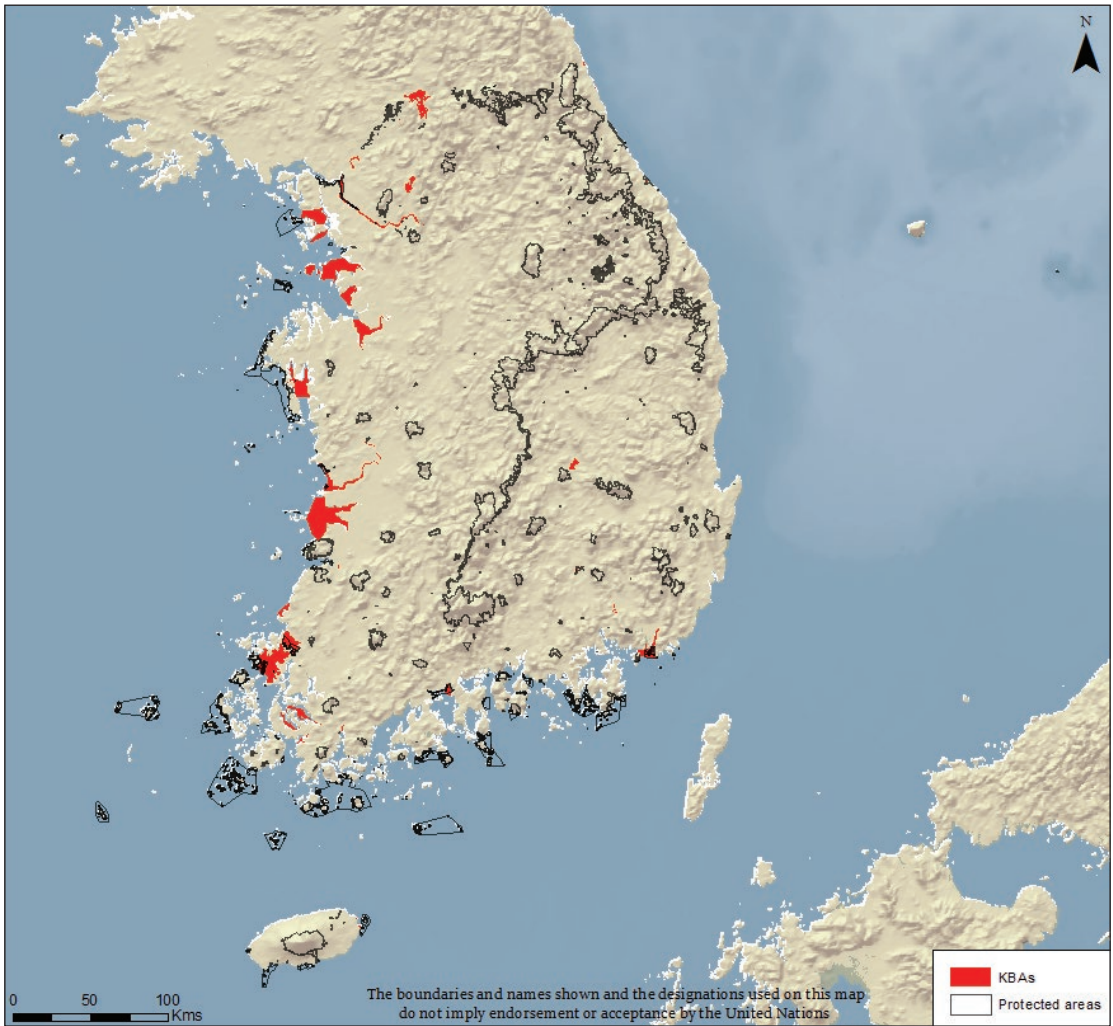 N
KBAs
Protected areas
0 50 100
Kms
The boundaries and names shown and the designations used on this map
do not imply endorsement or acceptance by the United Nations